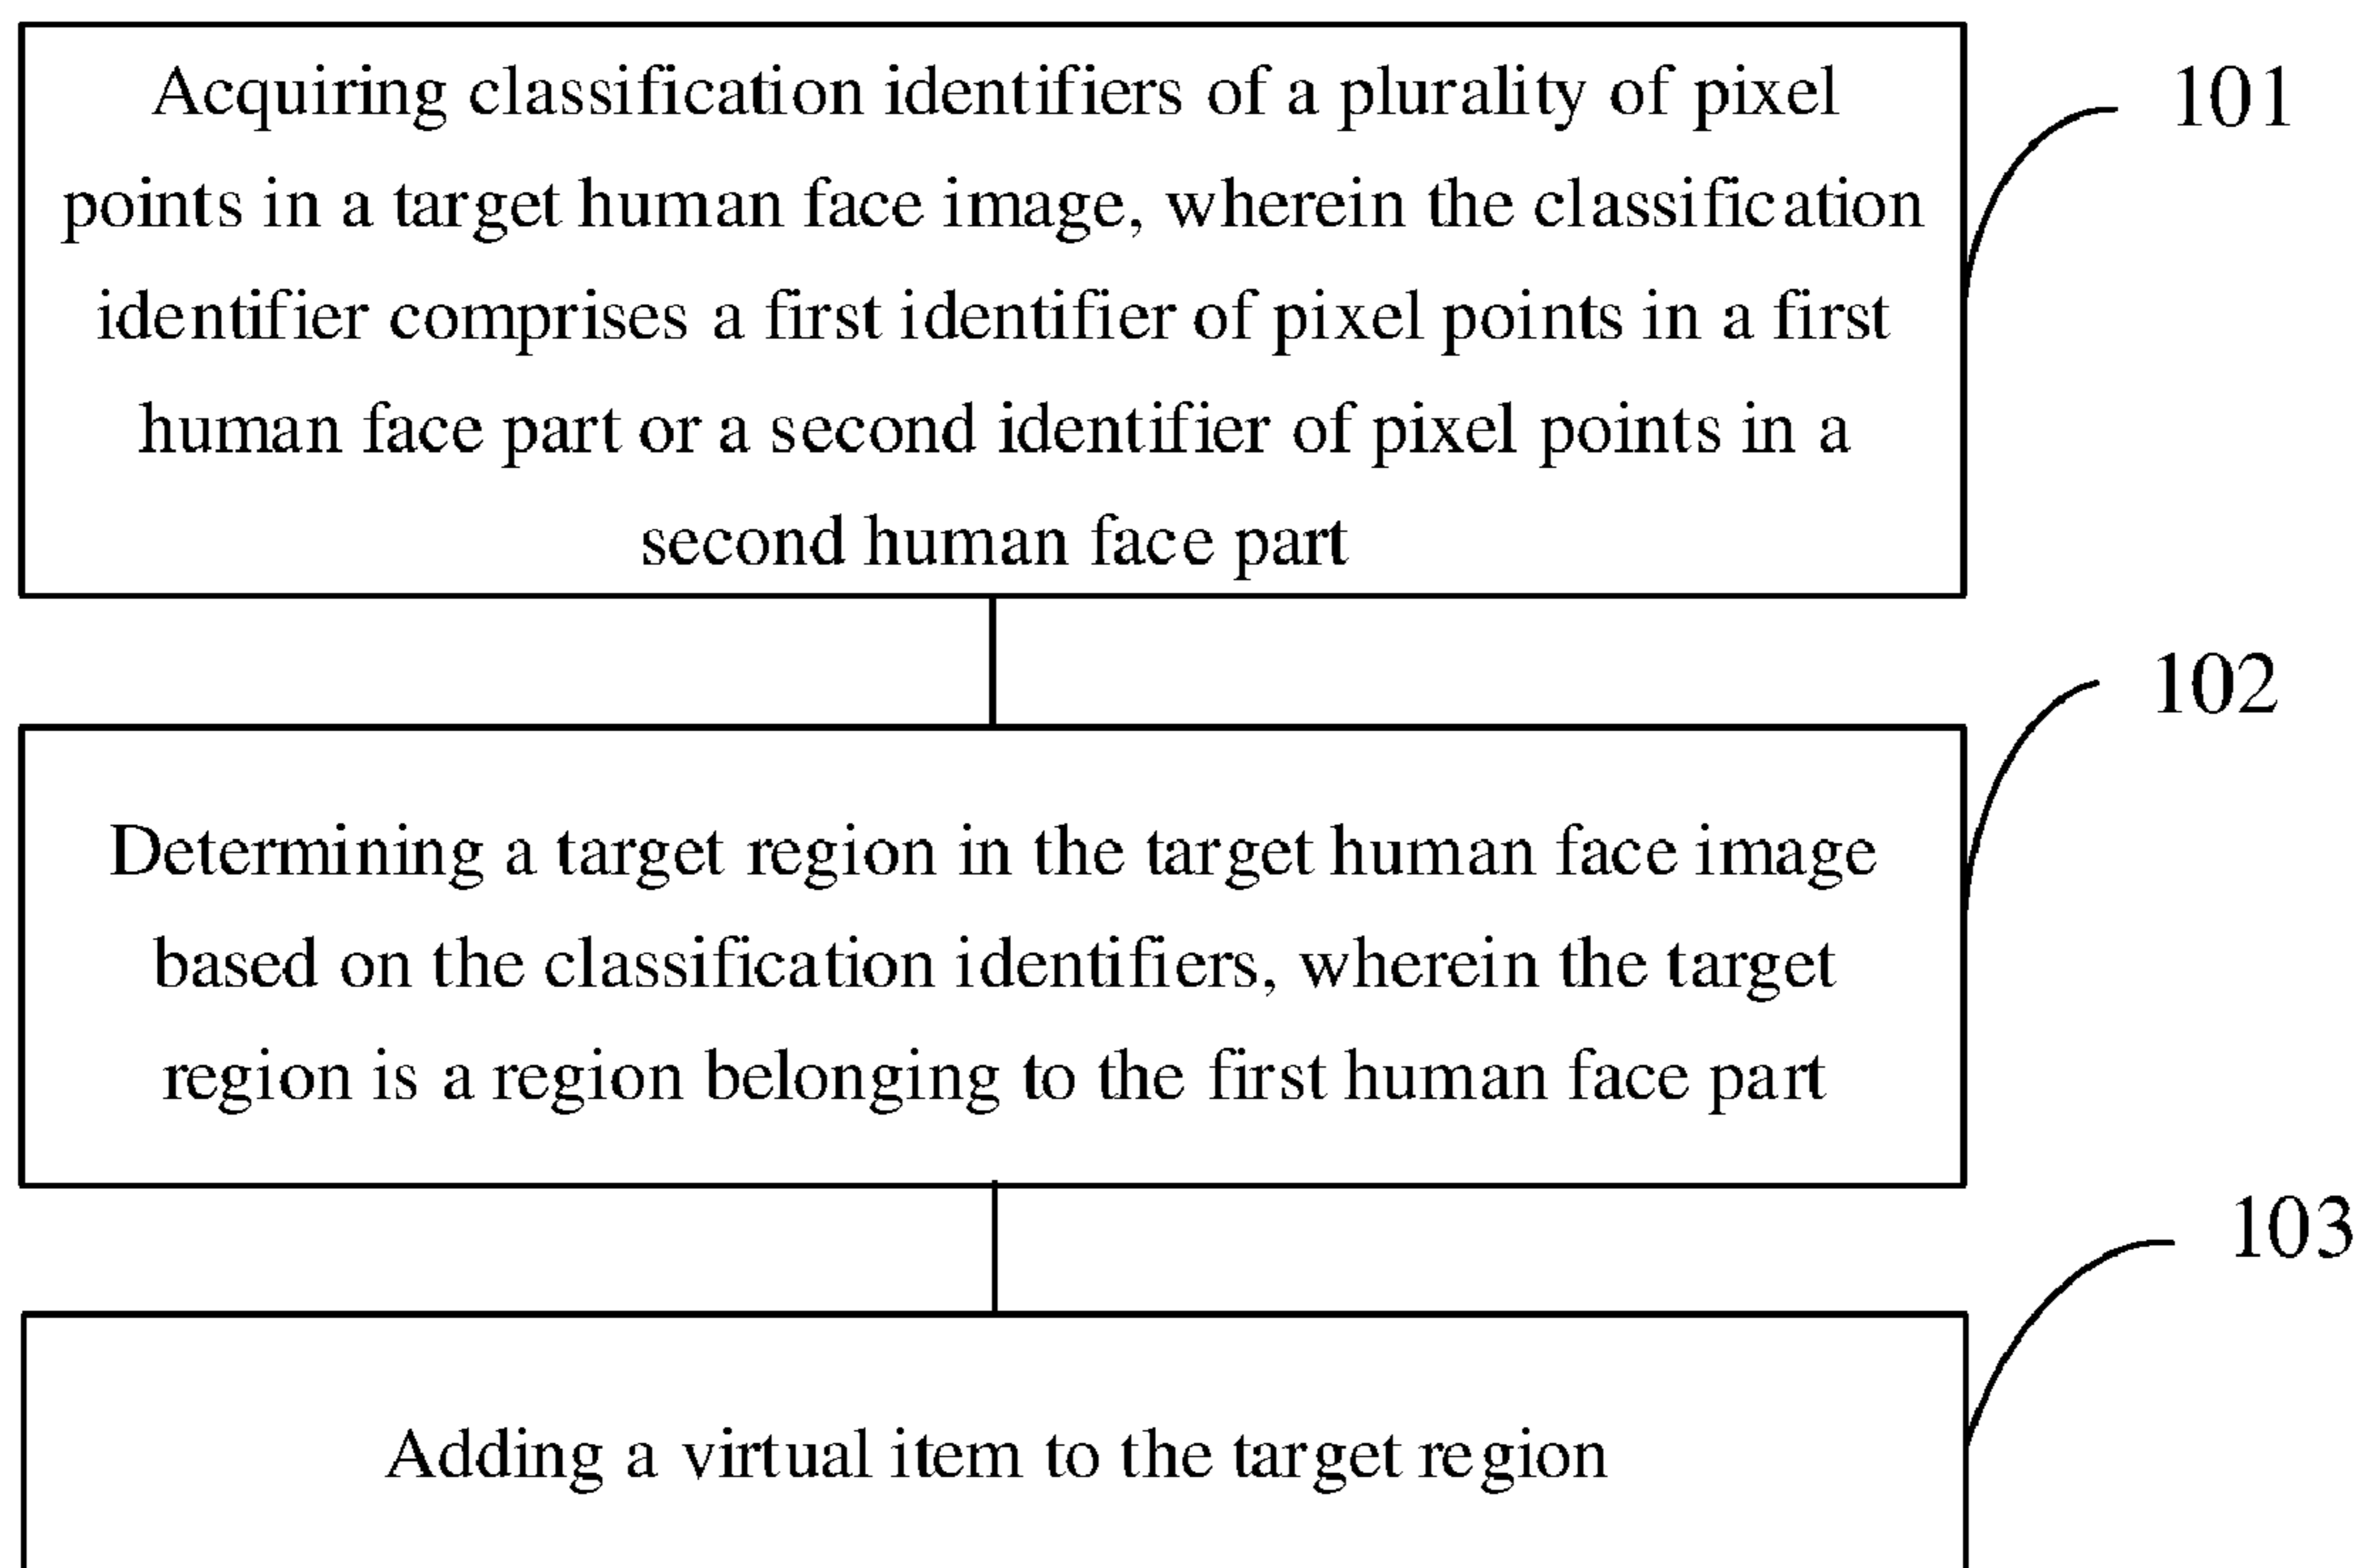 Acquiring classification identifiers of a plurality of pixel
points in a target human face image, wherein the classification
identifier comprises a first identifier of pixel points in a first
human face part or a second identifier of pixel points in a
second human face part
101
Determining a target region in the target human face image
based on the classification identifiers, wherein the target
region is a region belonging to the first human face part
102
Adding a virtual item to the target region
103